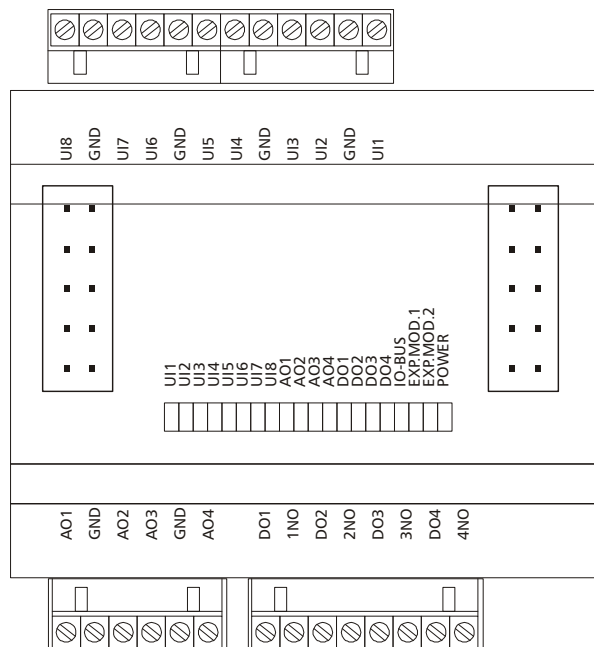 UI8
GND
UI7
UI6
GND
UI5
UI4
GND
UI3
UI2
GND
UI1
UI1
UI2
UI3
UI4
UI5
UI6
UI7
UI8
AO1
AO2
AO3
AO4
DO1
DO2
DO3
DO4
IO-BUS
EXP.MOD.1
EXP.MOD.2
POWER
AO1
GND
AO2
AO3
GND
AO4
DO1
1NO
DO2
2NO
DO3
3NO
DO4
4NO